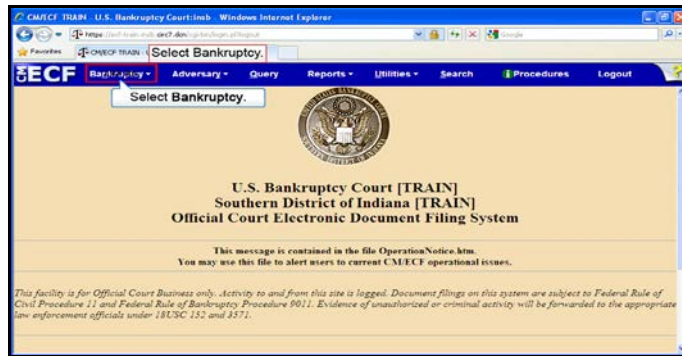 CM/ECF TRAIN - U.S. Bankruptcy Court:insb - Windows Internet Explorer
Google
Favorites
CM/ECF TRAIN - U
Select Bankruptcy.
ECF Bankruptcy Adversary Query Reports Utilities Search Procedures Logout
Select Bankruptcy.
U.S. Bankruptcy Court [TRAIN]
Southern District of Indiana [TRAIN]
Official Court Electronic Document Filing System
This message is contained in the file OperationNotice.htm.
You may use this file to alert users to current CM/ECF operational issues.
This facility is for Official Court Business only. Activity to and from this site is logged. Document filings on this system are subject to Federal Rule of
Civil Procedure 11 and Federal Rule of Bankruptcy Procedure 9011. Evidence of unauthorized or criminal activity will be forwarded to the appropriate
law enforcement officials under 18USC 152 and 3571.